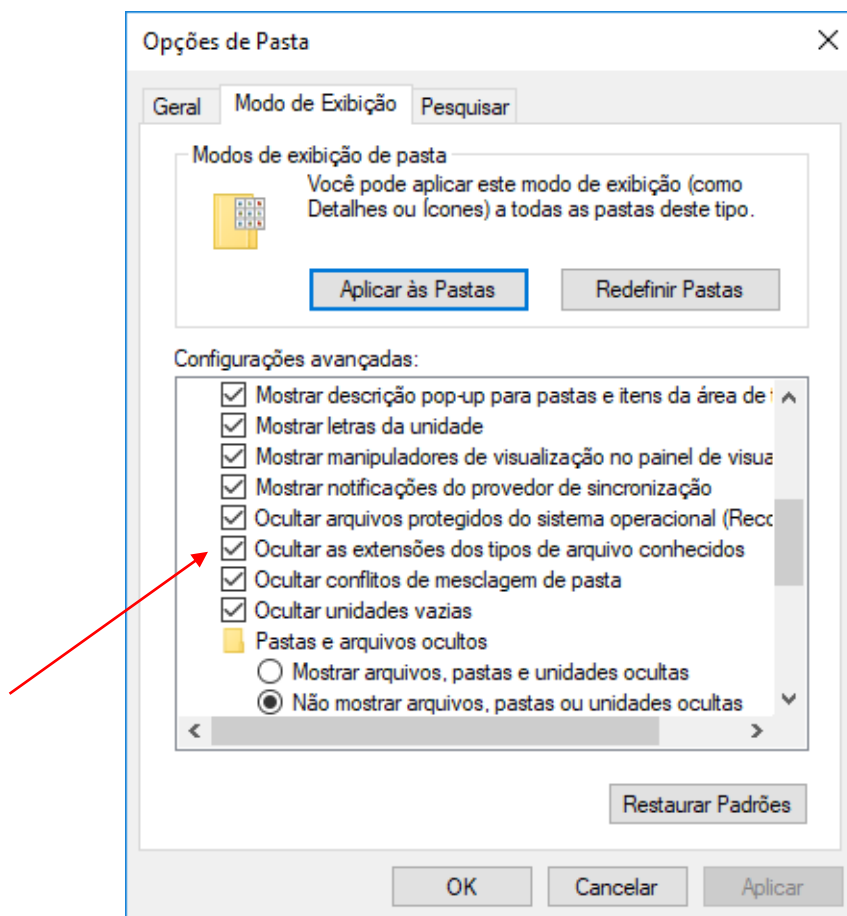 Opções de Pasta
Geral
Modo de Exibição
Pesquisar
Modos de exibição de pasta
Você pode aplicar este modo de exibição (como
Detalhes ou Ícones) a todas as pastas deste tipo.
Aplicar às Pastas
Redefinir Pastas
Configurações avançadas:
Mostrar descrição pop-up para pastas e itens da área de
Mostrar letras da unidade
Mostrar manipuladores de visualização no painel de visua
Mostrar notificações do provedor de sincronização
Ocultar arquivos protegidos do sistema operacional (Reco
Ocultar as extensões dos tipos de arquivo conhecidos
Ocultar conflitos de mesclagem de pasta
Ocultar unidades vazias
Pastas e arquivos ocultos
Mostrar arquivos, pastas e unidades ocultas
Não mostrar arquivos, pastas ou unidades ocultas
Restaurar Padrões
OK
Cancelar
Aplicar